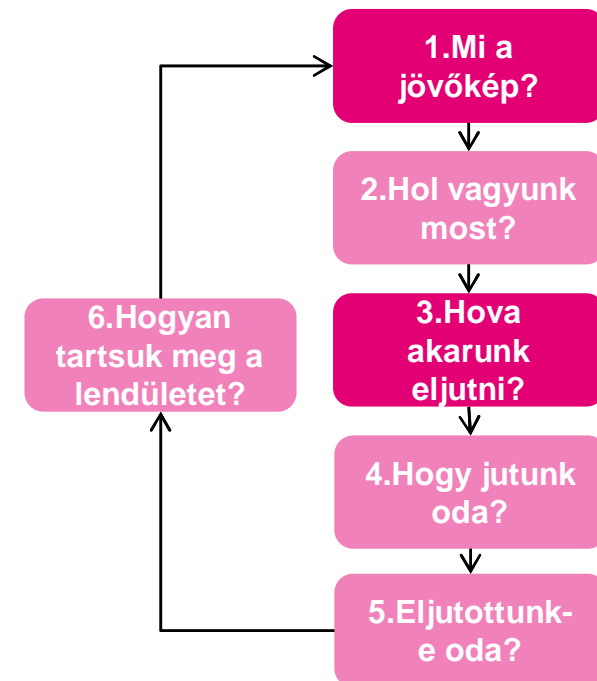 1.Mi a
jövőkép?
2.Hol vagyunk
most?
3.Hova
akarunk
eljutni?
4.Hogy jutunk
oda?
5.Eljutottunk-
e oda?
6.Hogyan
tartsuk meg a
lendületet?